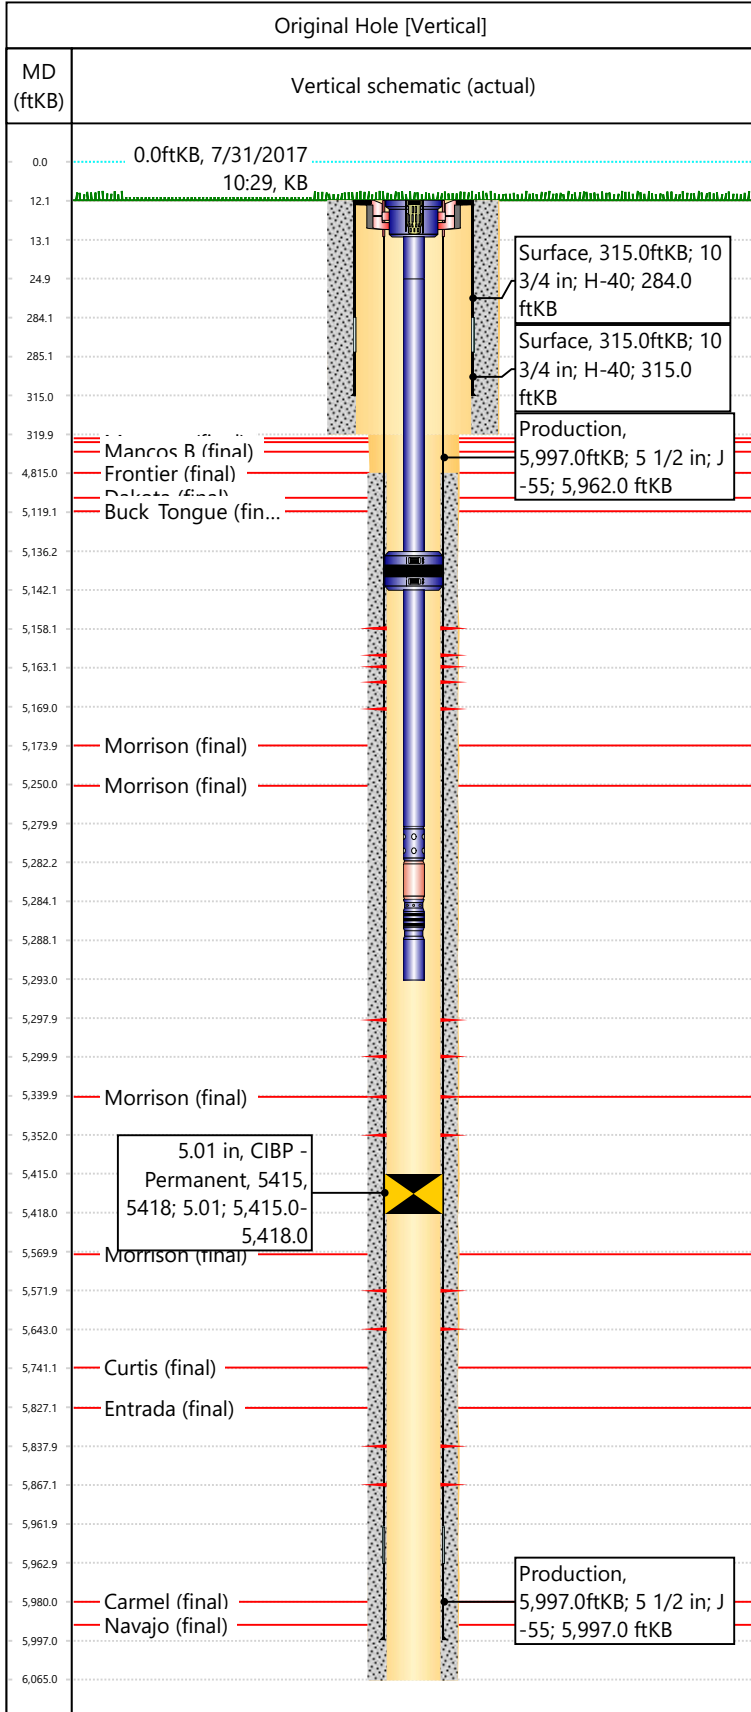 Original Hole [Vertical]
MD
(ftKB)
Vertical schematic (actual)
0.0
0.0ftKB, 7/31/2017
10:29, KB
12.1
13.1
Surface, 315.0ftKB; 10
3/4 in; H-40; 284.0
ftKB
24.9
284.1
Surface, 315.0ftKB; 10
3/4 in; H-40; 315.0
ftKB
285.1
315.0
319.9
Production,
5,997.0ftKB; 5 1/2 in; J
-55; 5,962.0 ftKB
Mancos B (final)
4,815.0
Frontier (final)
Dakota (final)
5,119.1
Buck Tongue (fin...
5,136.2
5,142.1
5,158.1
5,163.1
5,169.0
5,173.9
Morrison (final)
5,250.0
Morrison (final)
5,279.9
5,282.2
5,284.1
5,288.1
5,293.0
5,297.9
5,299.9
5,339.9
Morrison (final)
5,352.0
5.01 in, CIBP -
Permanent, 5415,
5418; 5.01; 5,415.0-
5,418.0
5,415.0
5,418.0
5,569.9
Morrison (final)
5,571.9
5,643.0
5,741.1
Curtis (final)
5,827.1
Entrada (final)
5,837.9
5,867.1
5,961.9
5,962.9
Production,
5,997.0ftKB; 5 1/2 in; J
-55; 5,997.0 ftKB
5,980.0
Carmel (final)
Navajo (final)
5,997.0
6,065.0